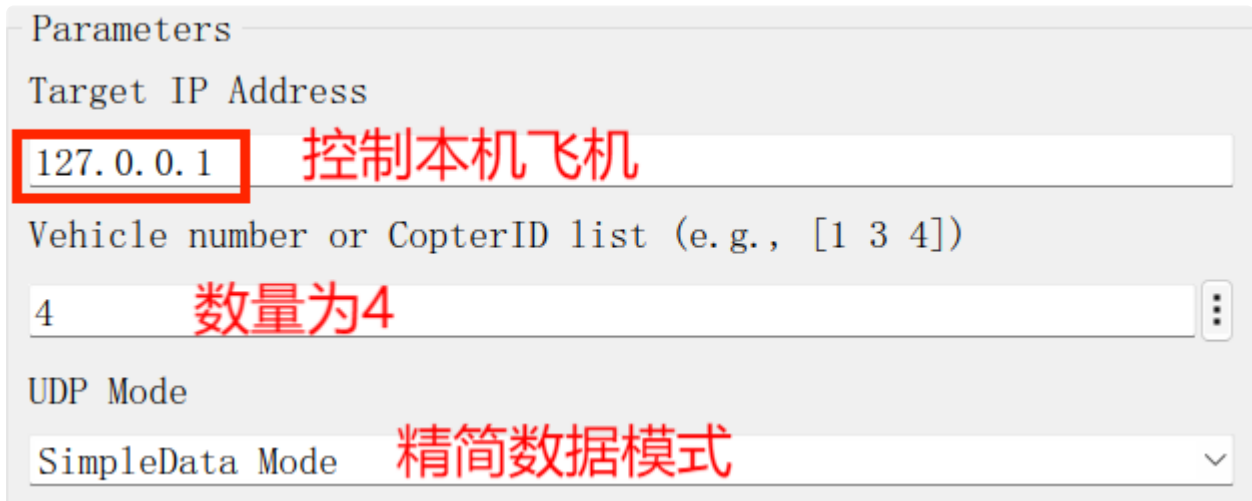 Parameters
Target IP Address
127.0.0.1 控制本机飞机
Vehicle number or CopterID list (e.g., [1 3 4])
4 数量为4
UDP Mode
SimpleData Mode 精简数据模式